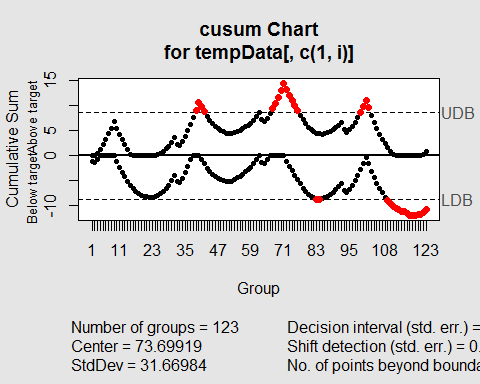 cusum Chart
for tempData[, c(1, i)]
Cumulative Sum
Below target Above target
15
5
0
-10
UDB
LDB
1 11 23 35 47 59 71 83 95 108 123
Group
Number of groups = 123
Center = 73.69919
StdDev = 31.66984
Decision interval (std. err.) =
Shift detection (std. err.) = 0.
No. of points beyond bounda